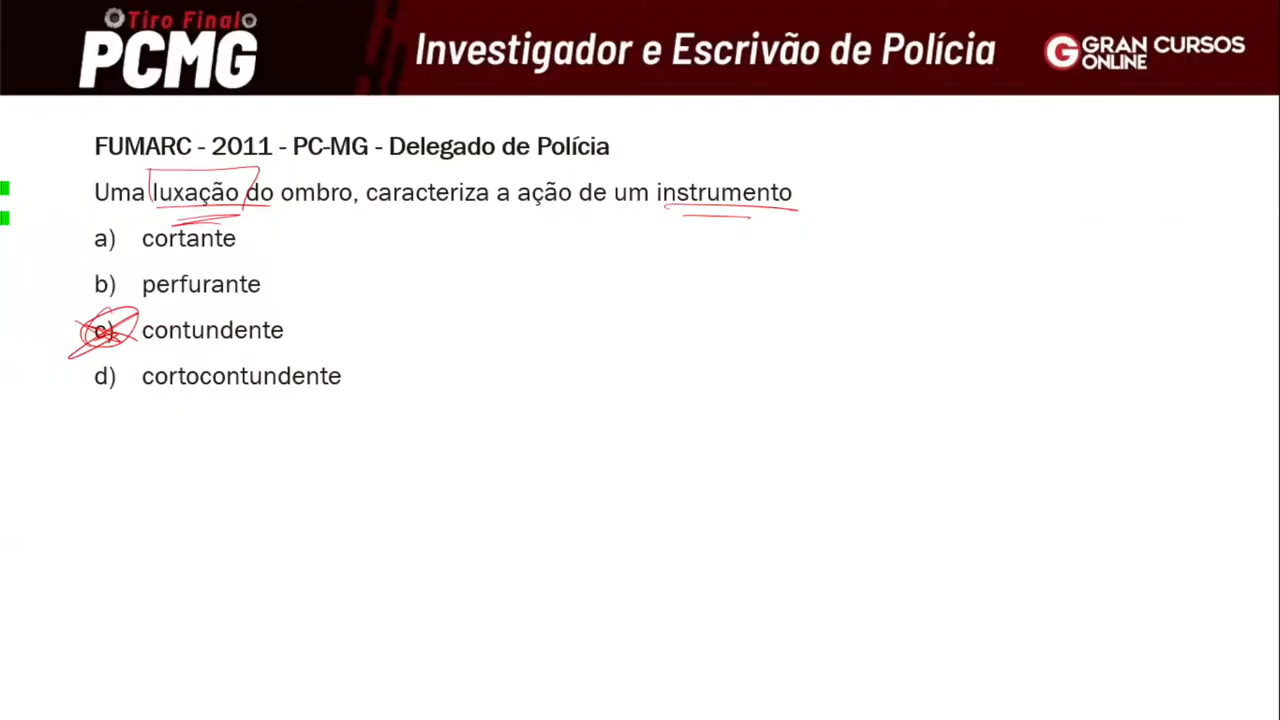 Tiro Final
PCMG
Investigador e Escrivão de Polícia
GRAN CURSOS
ONLINE
FUMARC - 2011 - PC-MG - Delegado de Polícia
Uma luxação do ombro, caracteriza a ação de um instrumento
a) cortante
b) perfurante
c) contundente
d) cortocontundente